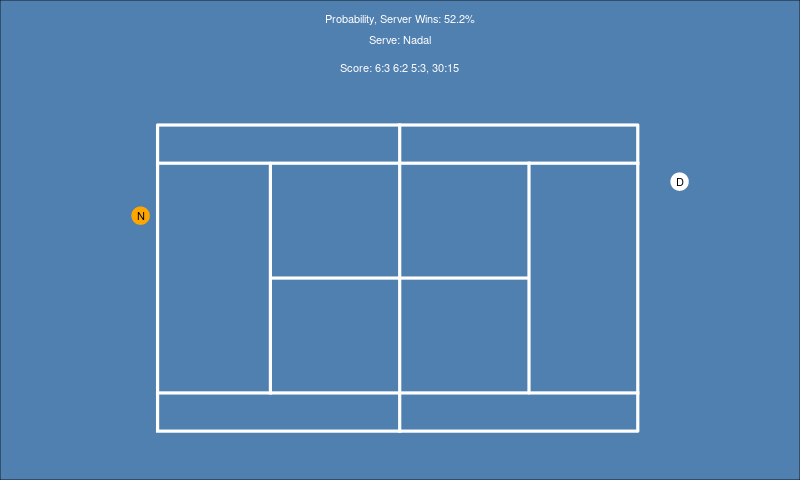 Probability, Server Wins: 52.2%
Serve: Nadal
Score: 6:3 6:2 5:3, 30:15
D
N